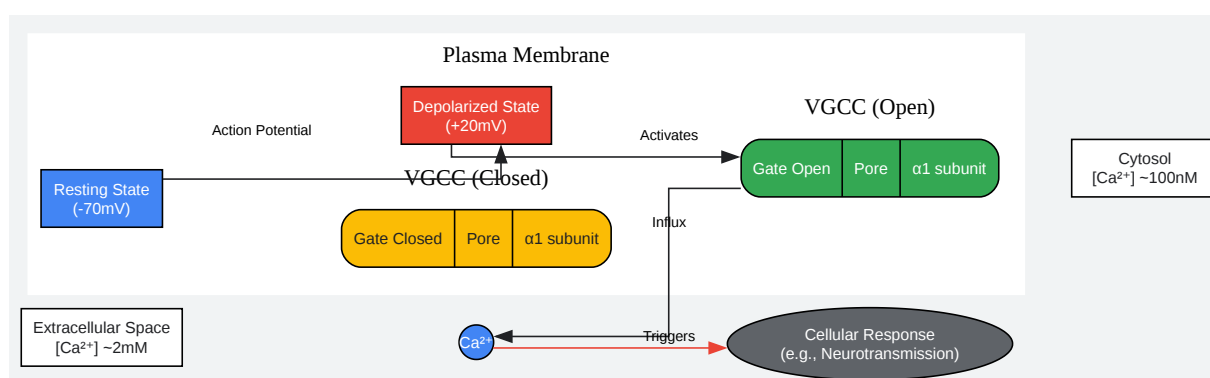 Plasma Membrane
Depolarized State
(+20mV)
VGCC (Open)
Action Potential
Activates
Gate Open
Pore
α1 subunit
Cytosol
[Ca²⁺] ~100nM
Resting State
(-70mV)
VGCC (Closed)
Gate Closed
Pore
α1 subunit
Influx
Extracellular Space
[Ca²⁺] ~2mM
Ca²⁺
Triggers
Cellular Response
(e.g., Neurotransmission)